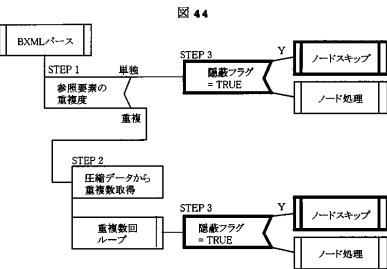 図 44
BXMLパース
STEP 1
単独
参照要素の
重複度
重複
STEP 3
隠蔽フラグ
= TRUE
Y
ノードスキップ
ノード処理
STEP 2
圧縮データから
重複数取得
重複数回
ループ
STEP 3
隠蔽フラグ
= TRUE
Y
ノードスキップ
ノード処理